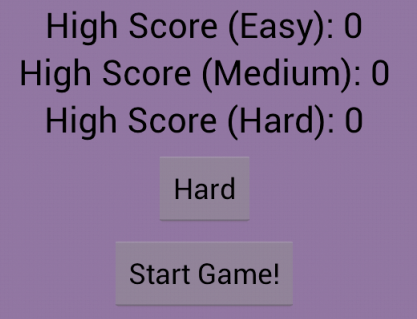 High Score (Easy): 0
High Score (Medium): 0
High Score (Hard): 0
Hard
Start Game!